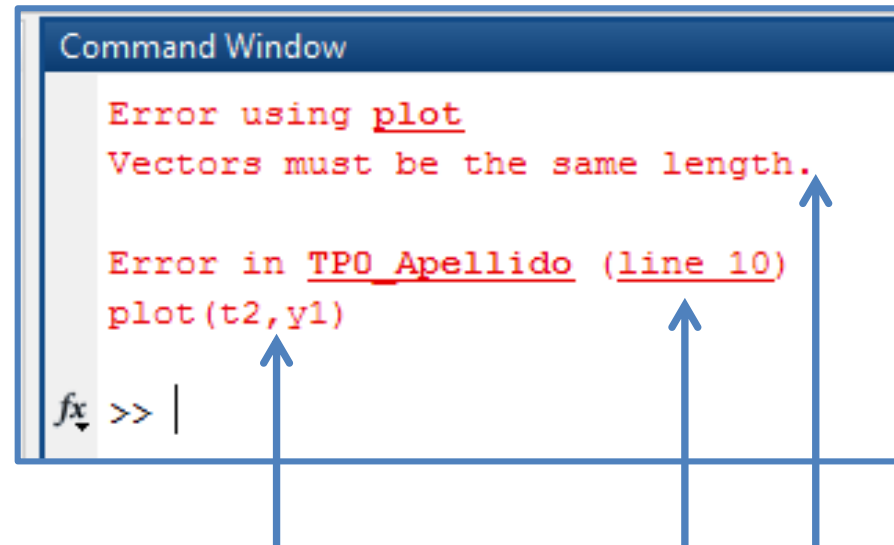 Command Window
Error using plot
Vectors must be the same length.
Error in TP0_Apellido (line 10)
plot(t2,y1)
fx >>